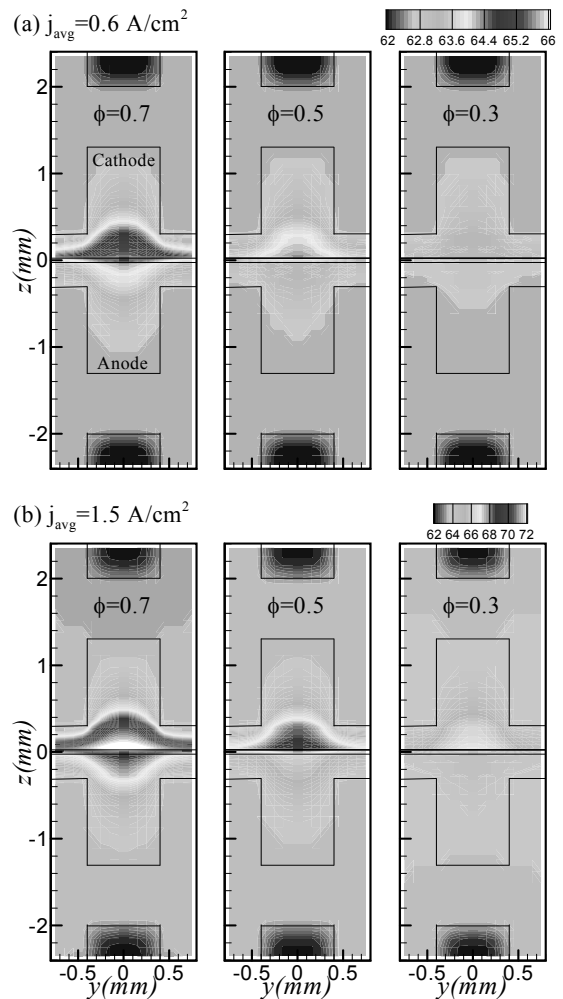 (a) javg=0.6 A/cm²
62 62.8 63.6 64.4 65.2 66
2
1
0
-1
-2
z(mm)
ϕ=0.7
ϕ=0.5
ϕ=0.3
Cathode
Anode
(b) javg=1.5 A/cm²
62 64 66 68 70 72
2
1
0
-1
-2
z(mm)
ϕ=0.7
ϕ=0.5
ϕ=0.3
-0.5 0 0.5
-0.5 0 0.5
-0.5 0 0.5
y(mm)
y(mm)
y(mm)